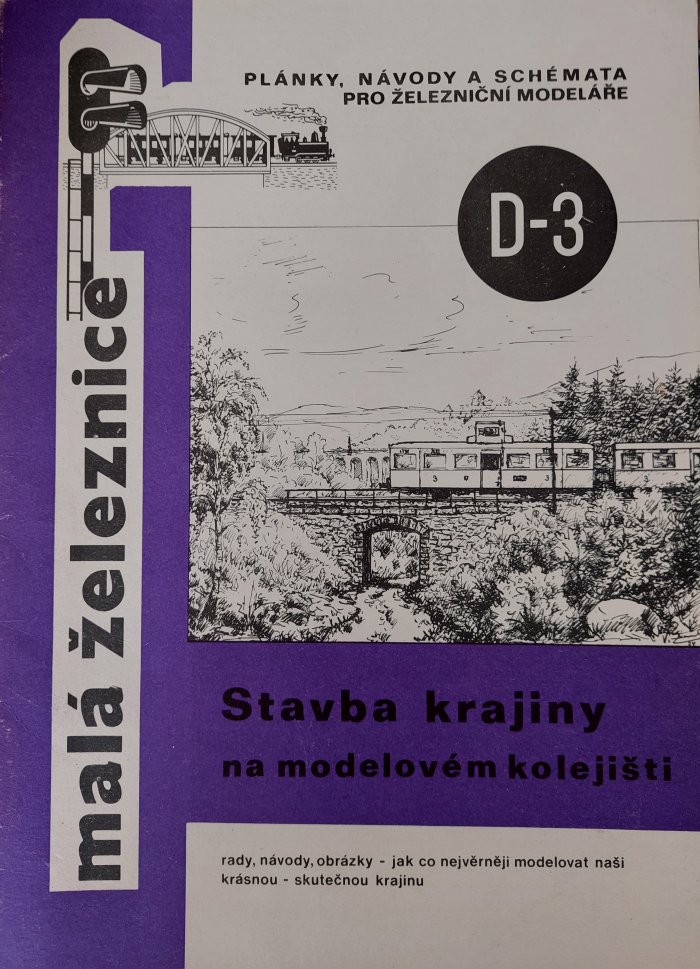 PLÁNKY, NÁVODY A SCHÉMATA
PRO ŽELEZNIČNÍ MODELÁŘE
D-3
malá železnice
Stavba krajiny
na modelovém kolejišti
rady, návody, obrázky - jak co nejvěrněji modelovat naši
krásnou - skutečnou krajinu